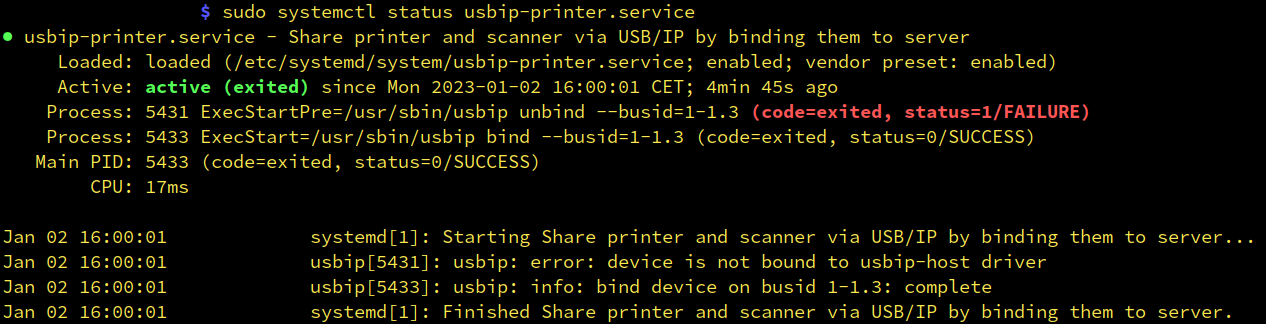 $ sudo systemctl status usbip-printer.service
● usbip-printer.service - Share printer and scanner via USB/IP by binding them to server
Loaded: loaded (/etc/systemd/system/usbip-printer.service; enabled; vendor preset: enabled)
Active: active (exited) since Mon 2023-01-02 16:00:01 CET; 4min 45s ago
Process: 5431 ExecStartPre=/usr/sbin/usbip unbind --busid=1-1.3 (code=exited, status=1/FAILURE)
Process: 5433 ExecStart=/usr/sbin/usbip bind --busid=1-1.3 (code=exited, status=0/SUCCESS)
Main PID: 5433 (code=exited, status=0/SUCCESS)
CPU: 17ms
Jan 02 16:00:01 systemd[1]: Starting Share printer and scanner via USB/IP by binding them to server...
Jan 02 16:00:01 usbip[5431]: usbip: error: device is not bound to usbip-host driver
Jan 02 16:00:01 usbip[5433]: usbip: info: bind device on busid 1-1.3: complete
Jan 02 16:00:01 systemd[1]: Finished Share printer and scanner via USB/IP by binding them to server.